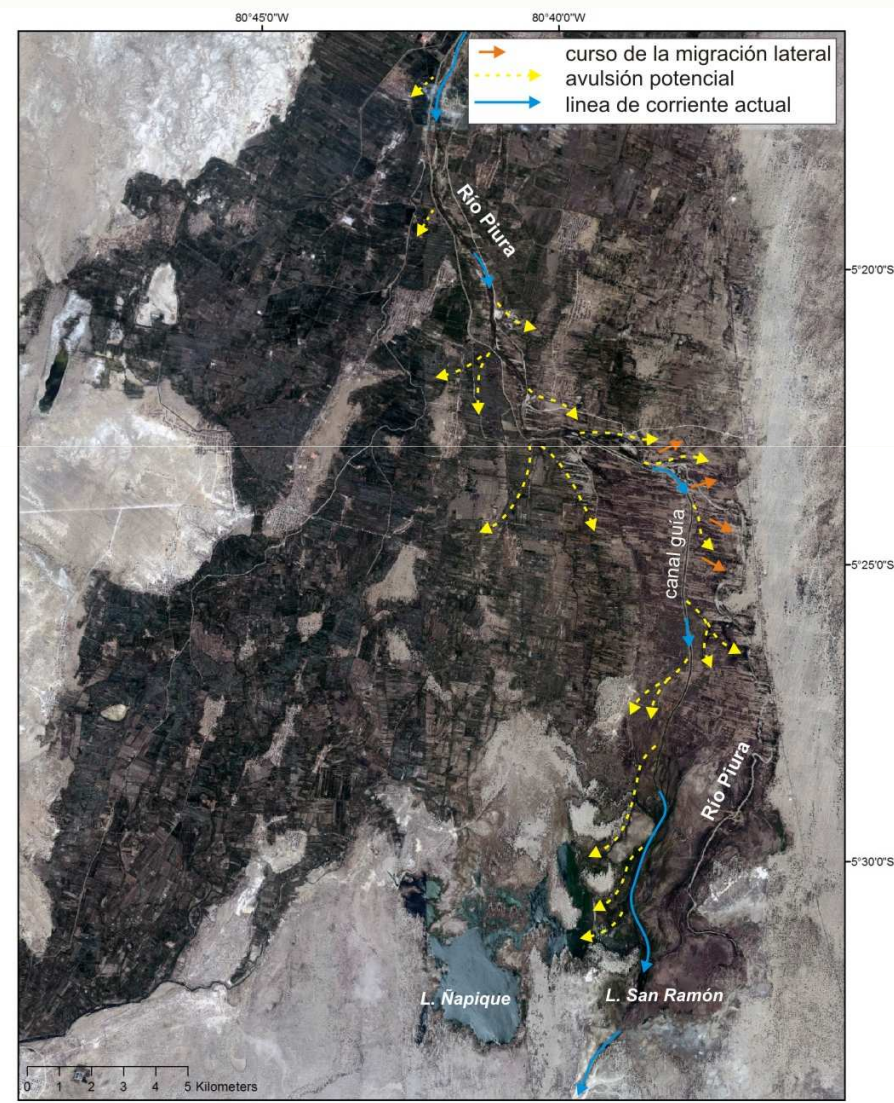 80°45'0"W
80°40'0"W
curso de la migración lateral
avulsión potencial
linea de corriente actual
Río Piura
5°20'0"S
canal guía
5°25'0"S
Río Piura
5°30'0"S
L. Ñapique
L. San Ramón
0 1 2 3 4 5 Kilometers